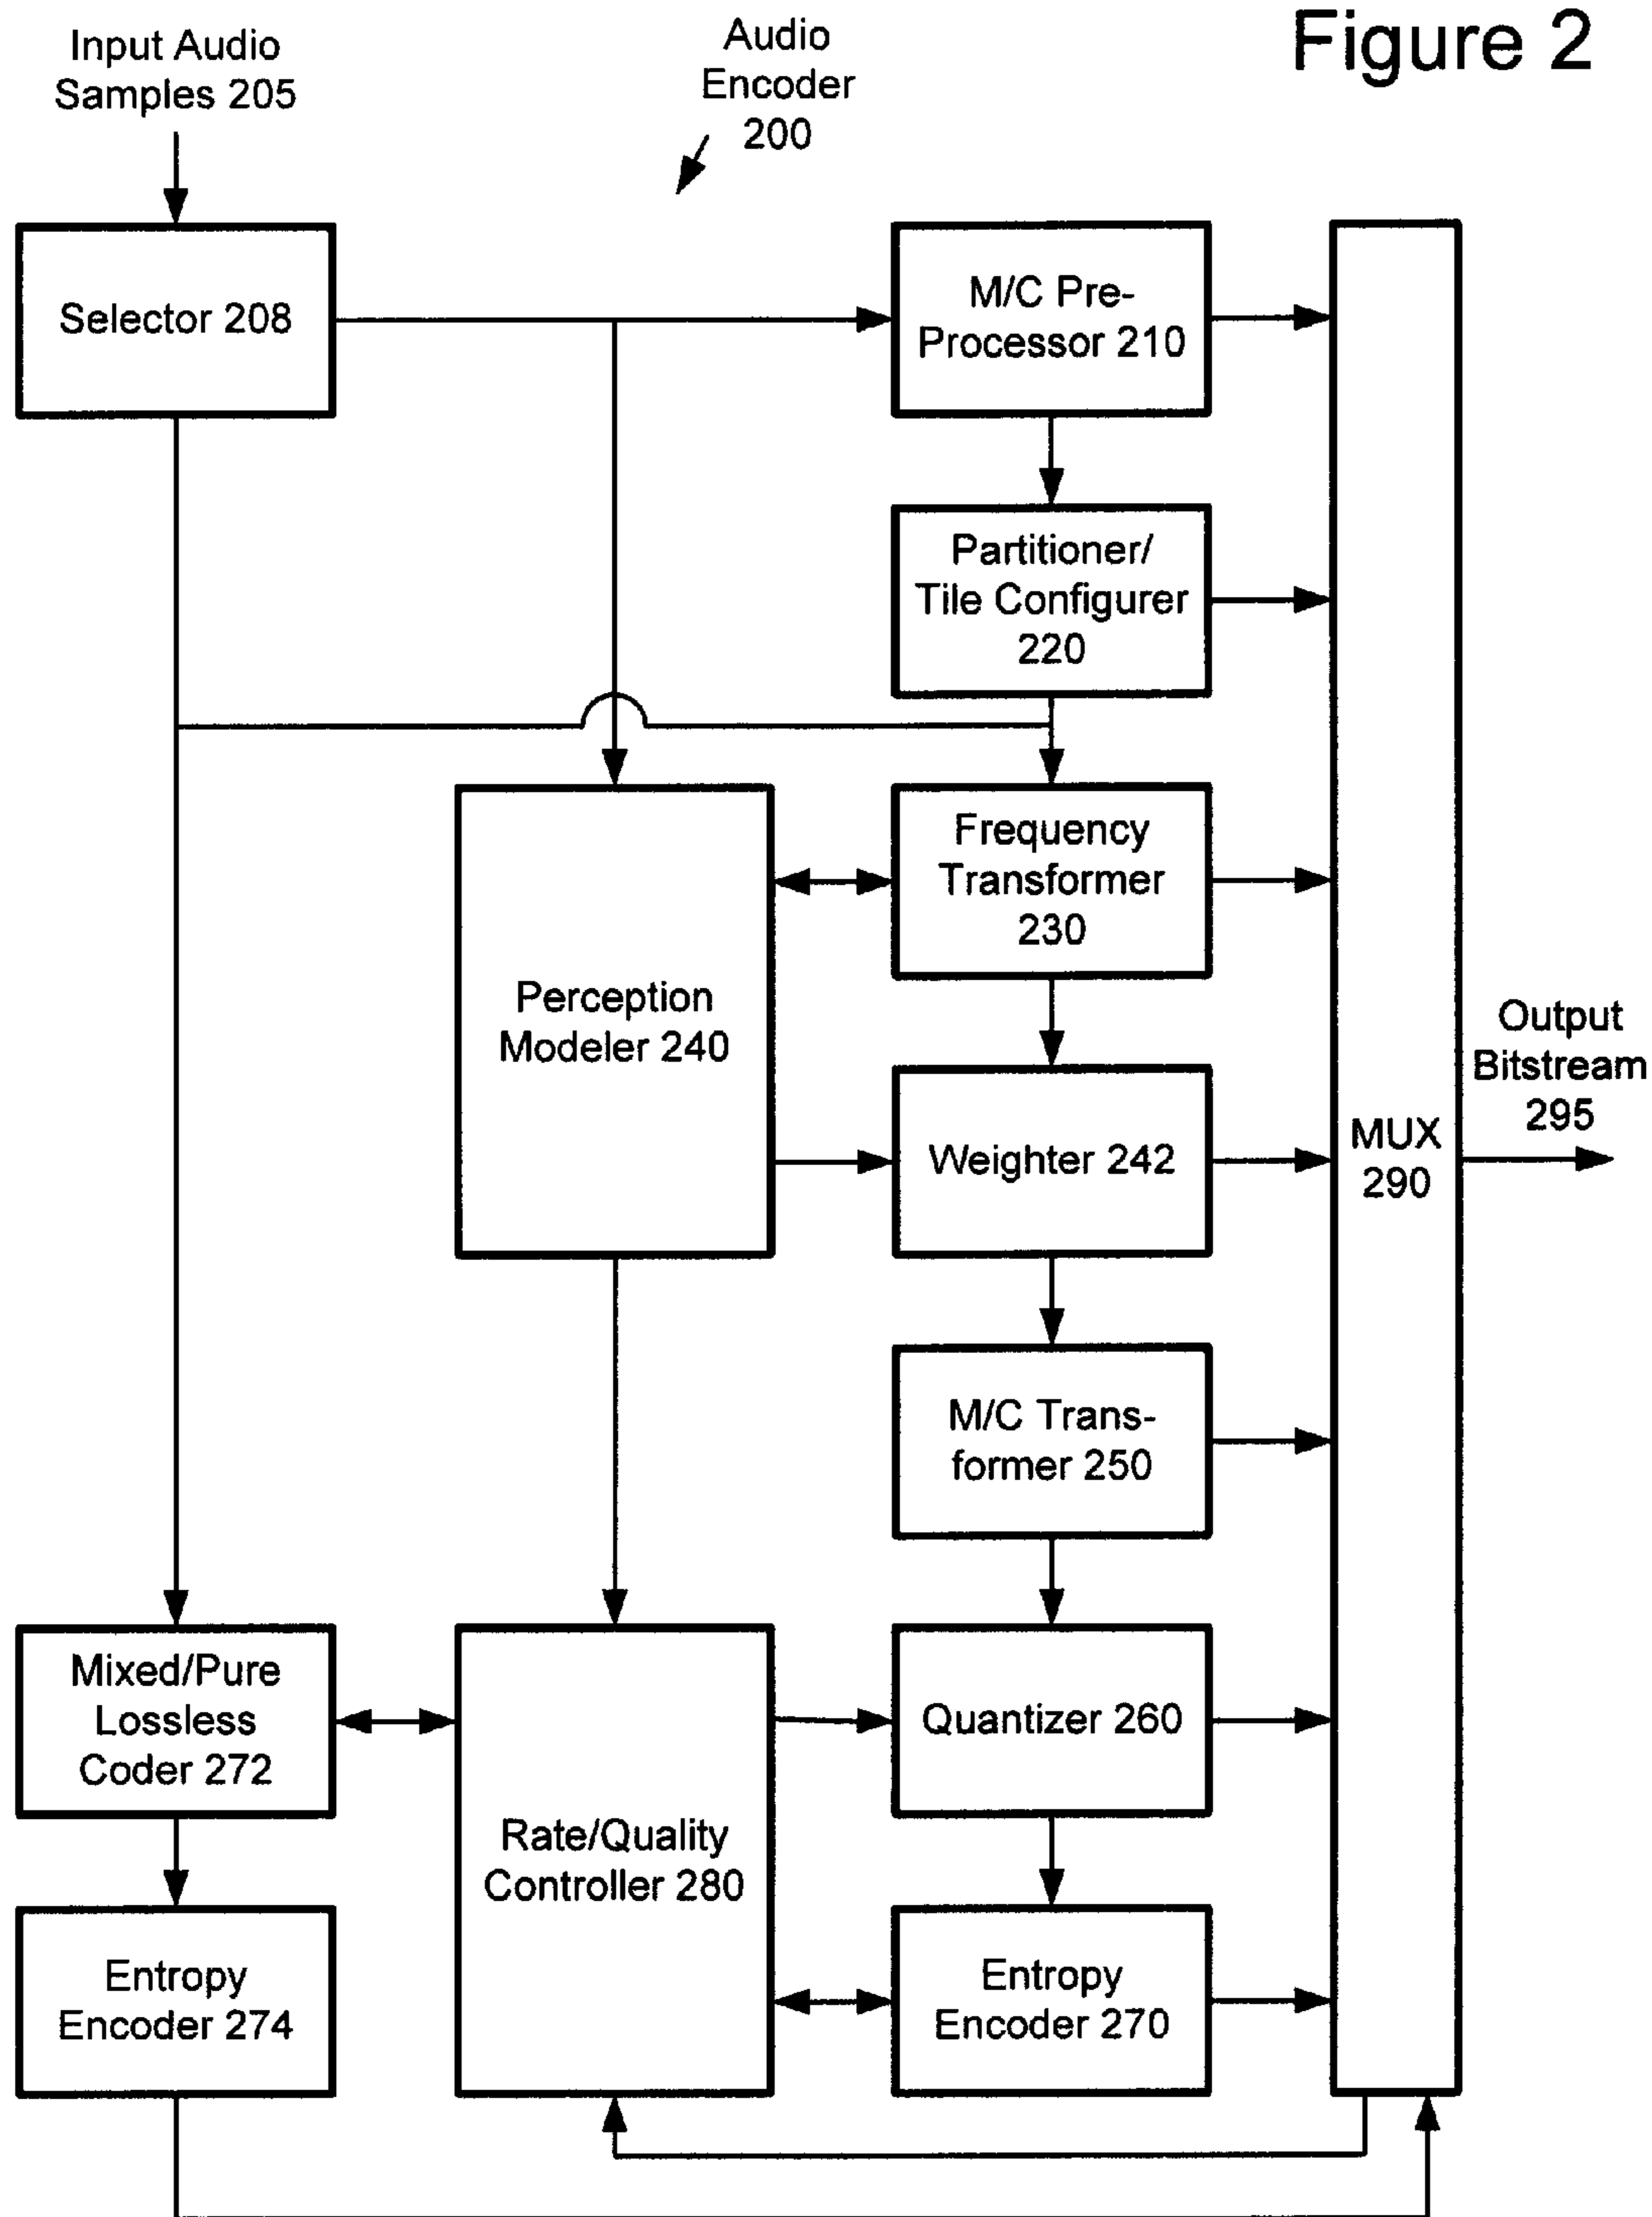 Figure 2
Input Audio
Samples 205
Audio
Encoder
200
Selector 208
M/C Pre-
Processor 210
Partitioner/
Tile Configurer
220
Frequency
Transformer
230
Perception
Modeler 240
Weighter 242
MUX
290
Output
Bitstream
295
M/C Trans-
former 250
Mixed/Pure
Lossless
Coder 272
Rate/Quality
Controller 280
Quantizer 260
Entropy
Encoder 274
Entropy
Encoder 270